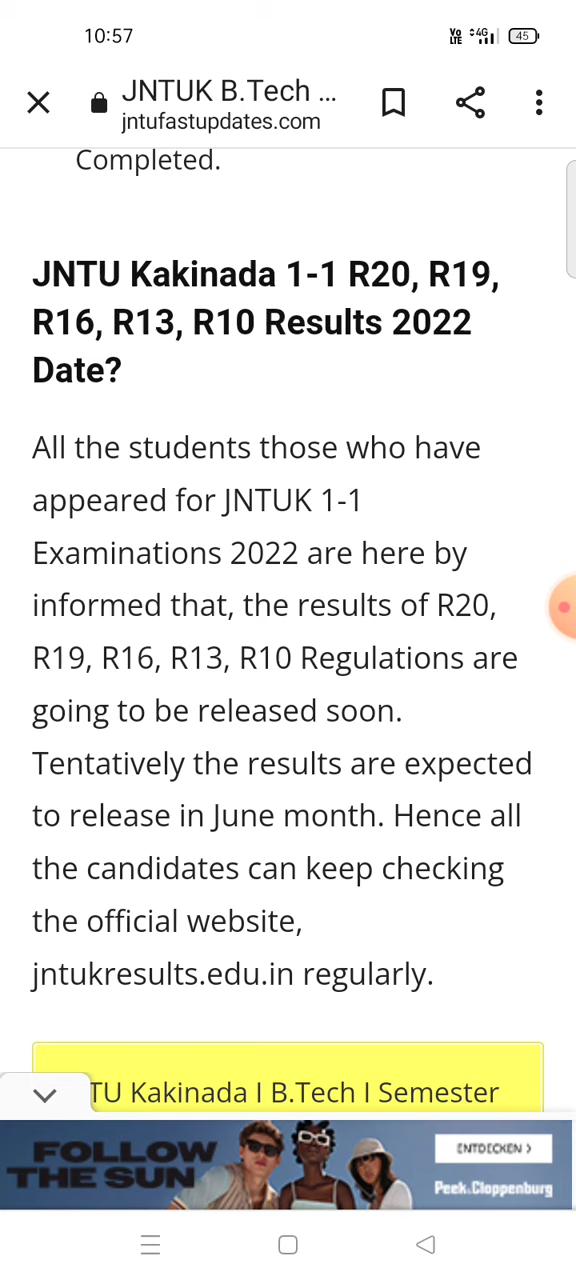 10:57
Vo LTE 4G 45
JNTUK B.Tech ...
jntufastupdates.com
Completed.
JNTU Kakinada 1-1 R20, R19,
R16, R13, R10 Results 2022
Date?
All the students those who have
appeared for JNTUK 1-1
Examinations 2022 are here by
informed that, the results of R20,
R19, R16, R13, R10 Regulations are
going to be released soon.
Tentatively the results are expected
to release in June month. Hence all
the candidates can keep checking
the official website,
jntukresults.edu.in regularly.
TU Kakinada I B.Tech I Semester
FOLLOW
THE SUN
ENTDECKEN >
Peek&Cloppenburg